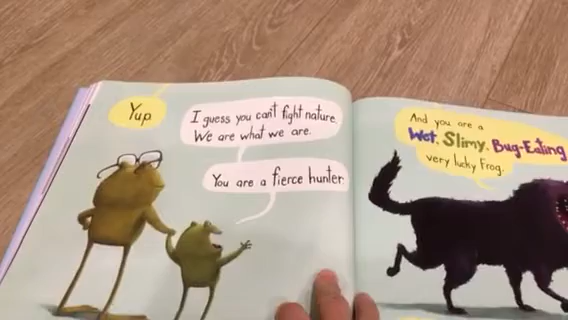 Yup.
I guess you can't fight nature.
We are what we are.
You are a fierce hunter.
And you are a
Wet, Slimy, Bug-Eating
very lucky Frog.